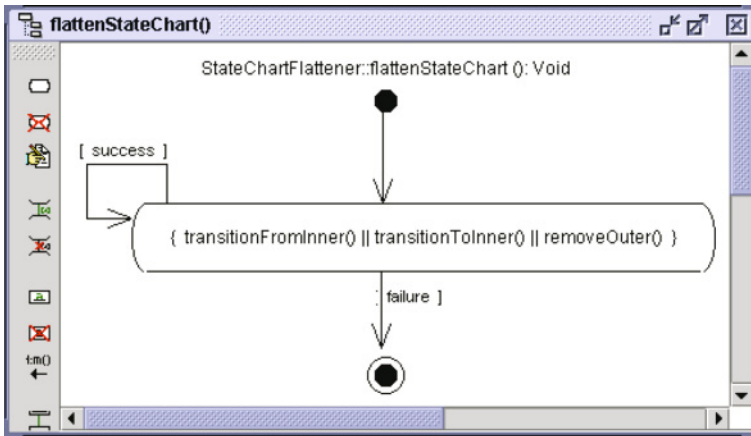 flattenStateChart()
StateChartFlattener::flattenStateChart (): Void
[ success ]
{ transitionFromInner() || transitionToInner() || removeOuter() }
[ failure ]
a
t:m()